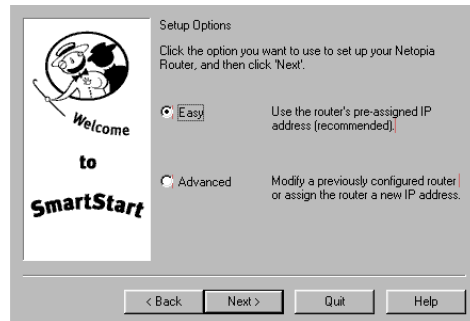 Welcome
to
SmartStart
Setup Options
Click the option you want to use to set up your Netopia
Router, and then click 'Next'.
Easy
Use the router's pre-assigned IP
address (recommended).
Advanced
Modify a previously configured router
or assign the router a new IP address.
< Back
Next >
Quit
Help